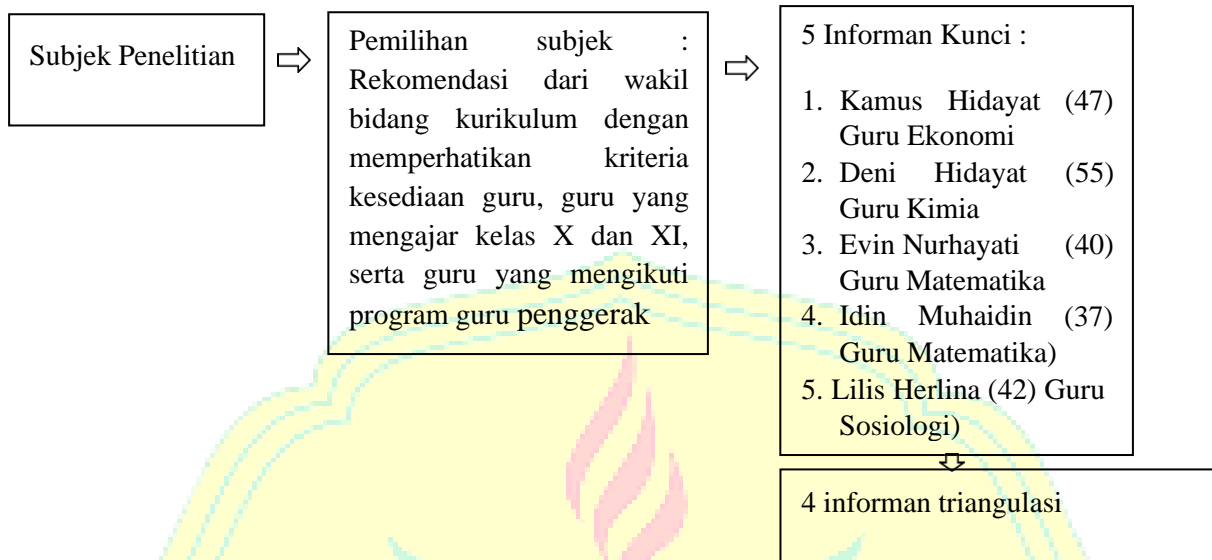 Subjek Penelitian
Pemilihan subjek :
Rekomendasi dari wakil
bidang kurikulum dengan
memperhatikan kriteria
kesediaan guru, guru yang
mengajar kelas X dan XI,
serta guru yang mengikuti
program guru penggerak
5 Informan Kunci :
1. Kamus Hidayat (47)
Guru Ekonomi
2. Deni Hidayat (55)
Guru Kimia
3. Evin Nurhayati (40)
Guru Matematika
4. Idin Muhaidin (37)
Guru Matematika)
5. Lilis Herlina (42) Guru
Sosiologi)
4 informan triangulasi